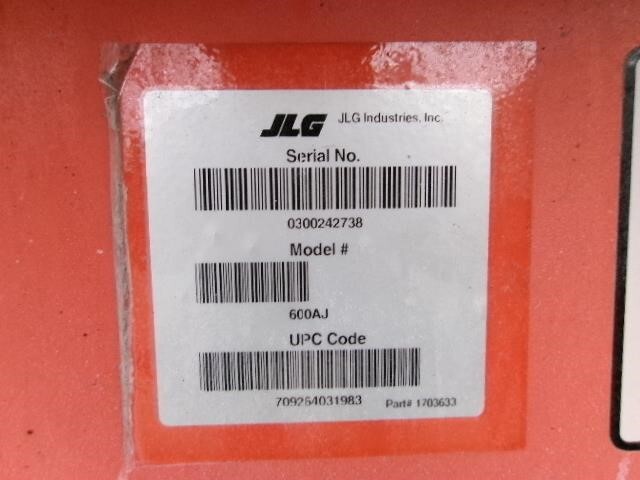 JLG JLG Industries, Inc.
Serial No.
0300242738
Model #
600AJ
UPC Code
709264031983 Part# 1703633